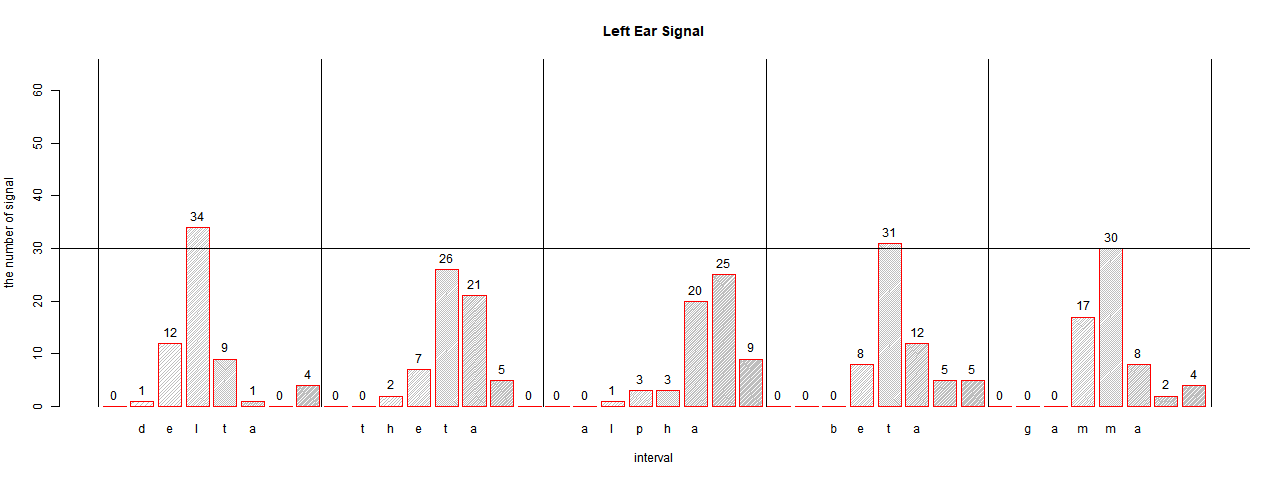 Left Ear Signal
the number of signal
60
50
40
30
20
10
0
0 1 12 34 9 1 0 4
0 0 2 7 26 21 5 0
0 0 1 3 3 20 25 9
0 0 0 8 31 12 5 5
0 0 0 17 30 8 2 4
d e l t a t h e t a a l p h a b e t a g a m m a
interval